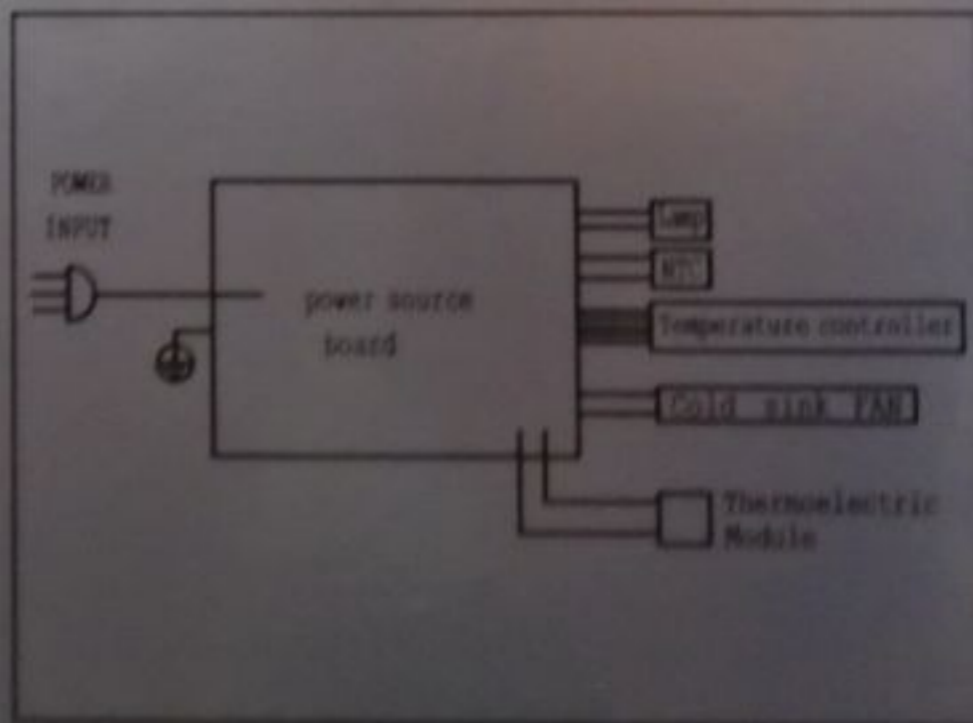 POWER
INPUT
power source
board
Lamp
NTC
Temperature controller
Cold sink FAN
Thermoelectric
Module